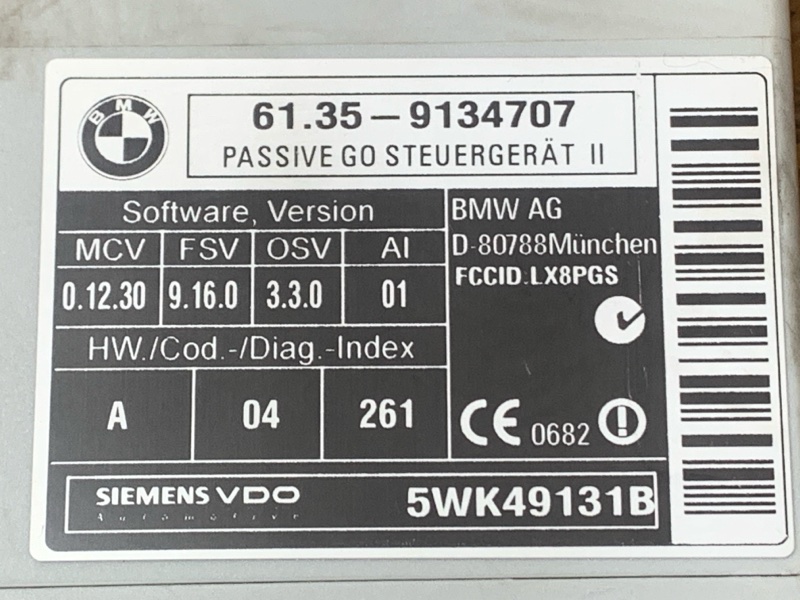 BMW
61.35-9134707
PASSIVE GO STEUERGERÄT II
Software, Version
MCV FSV OSV AI
0.12.30 9.16.0 3.3.0 01
HW./Cod.-/Diag.-Index
A 04 261
BMW AG
D-80788München
FCCID.LX8PGS
CE 0682
SIEMENS VDO
Automotive
5WK49131B